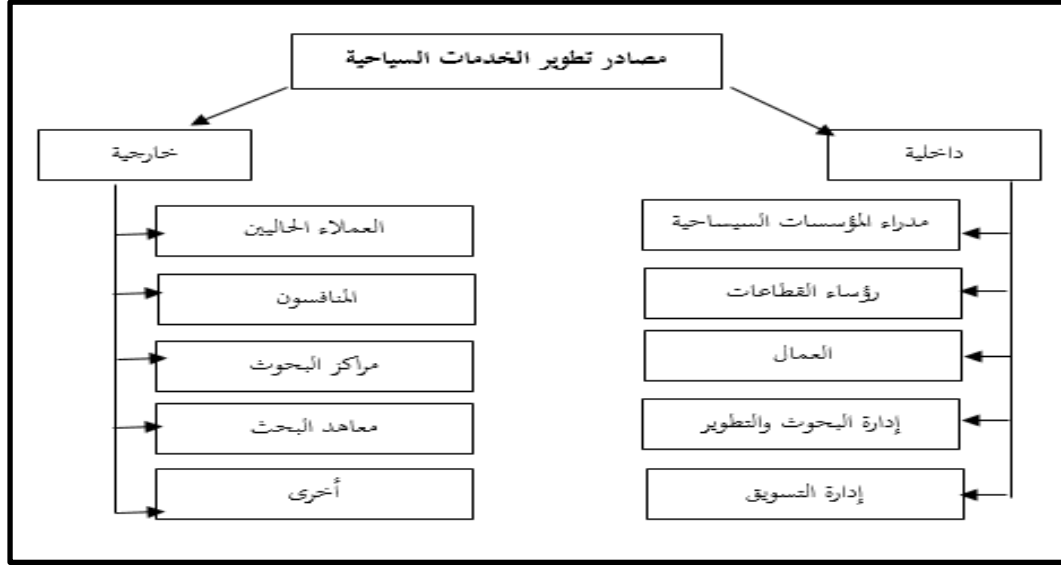 مصادر تطوير الخدمات السياحية
داخلية
خارجية
مدراء المؤسسات السيساحية
رؤساء القطاعات
العمال
إدارة البحوث والتطوير
إدارة التسويق
العملاء الحاليين
المنافسون
مراكز البحوث
معاهد البحث
أخرى